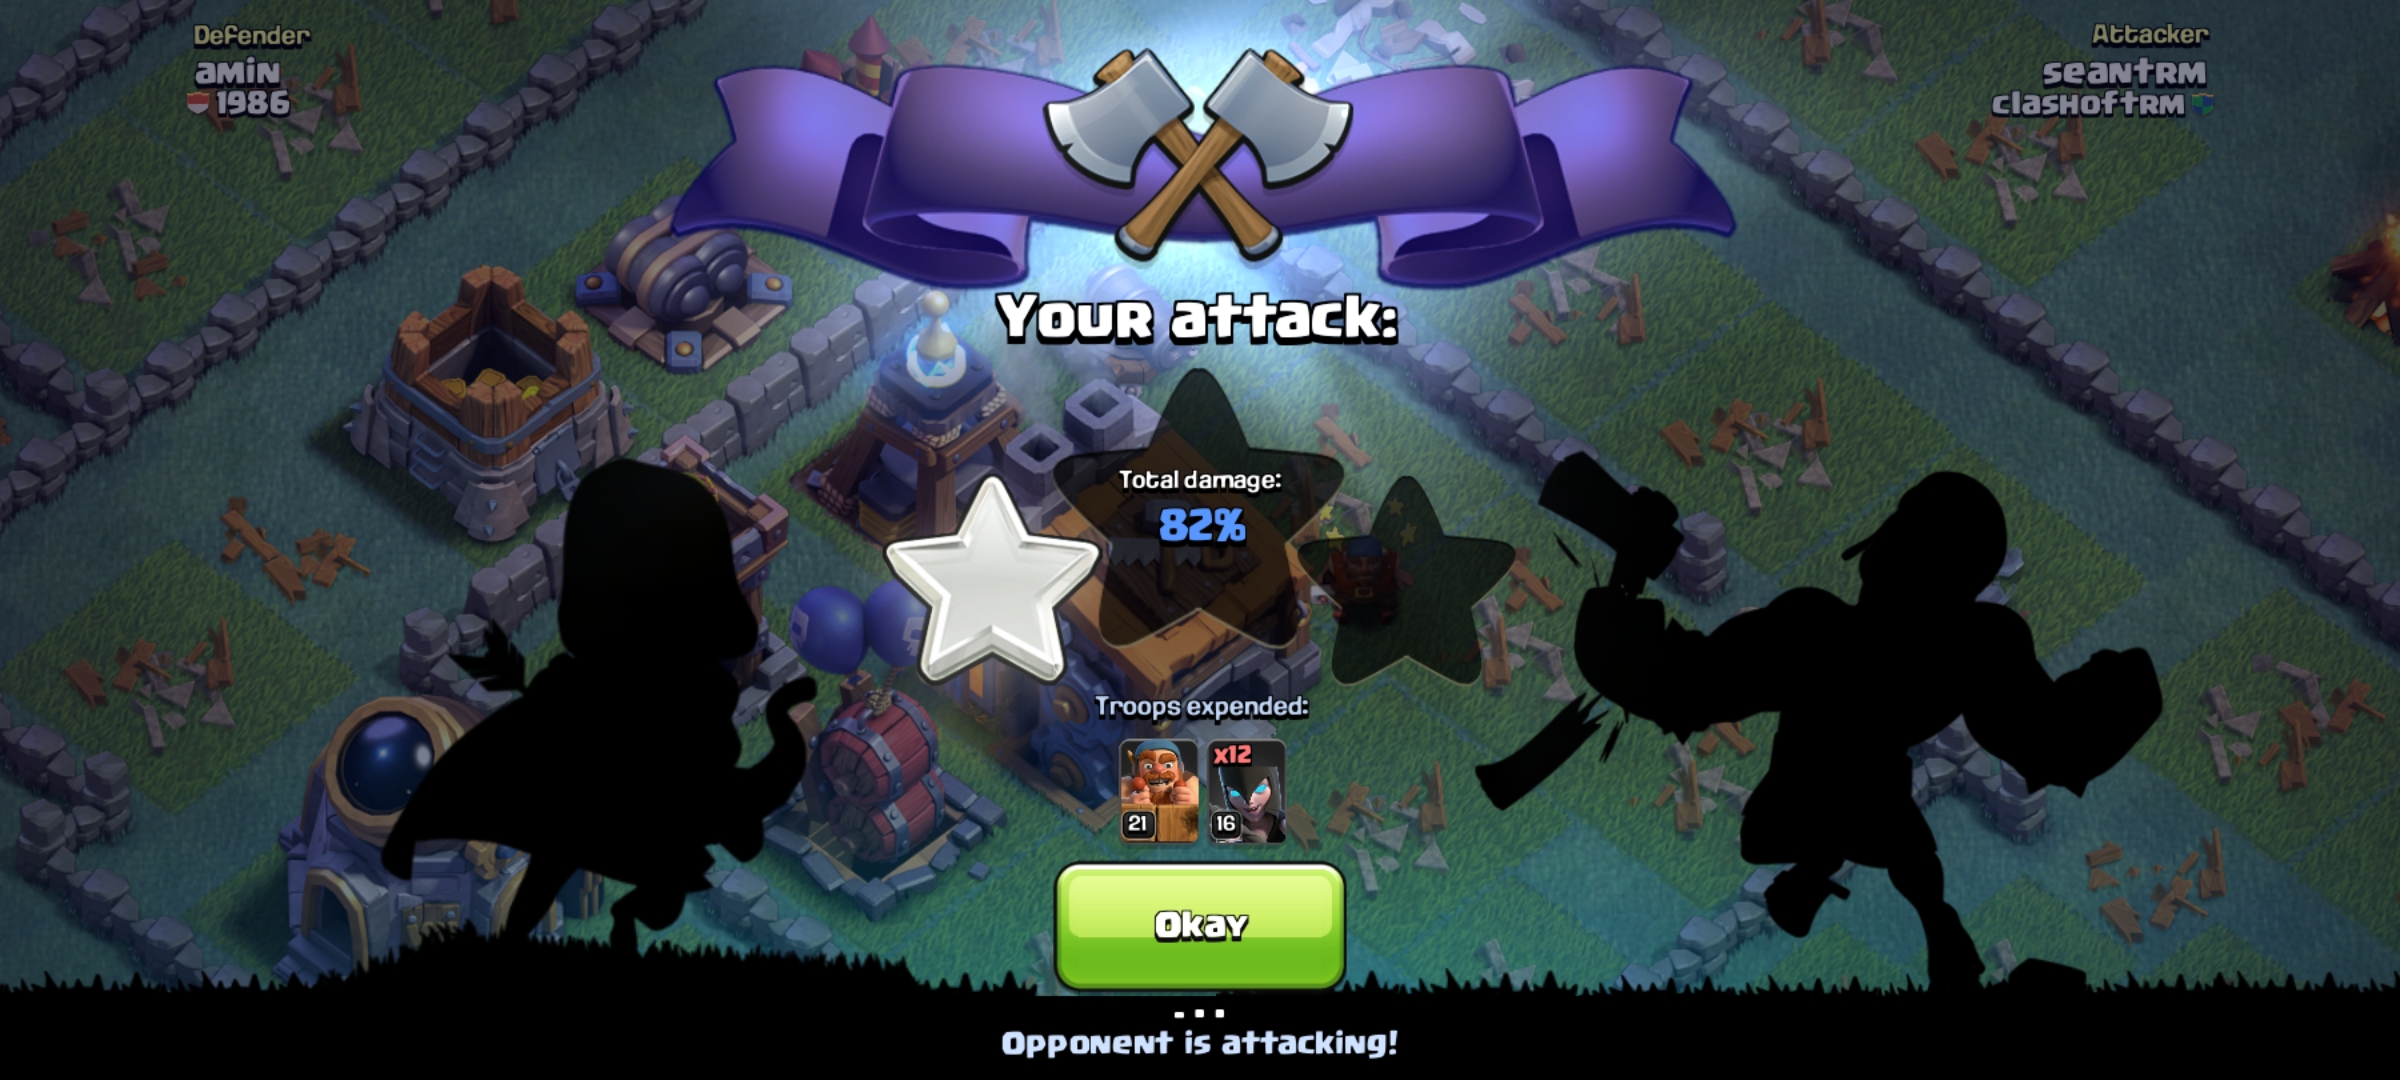 Defender
amin
1986
Attacker
seantRM
clashoftRM
Your attack:
Total damage:
82%
Troops expended:
x12
21
16
Okay
...
Opponent is attacking!